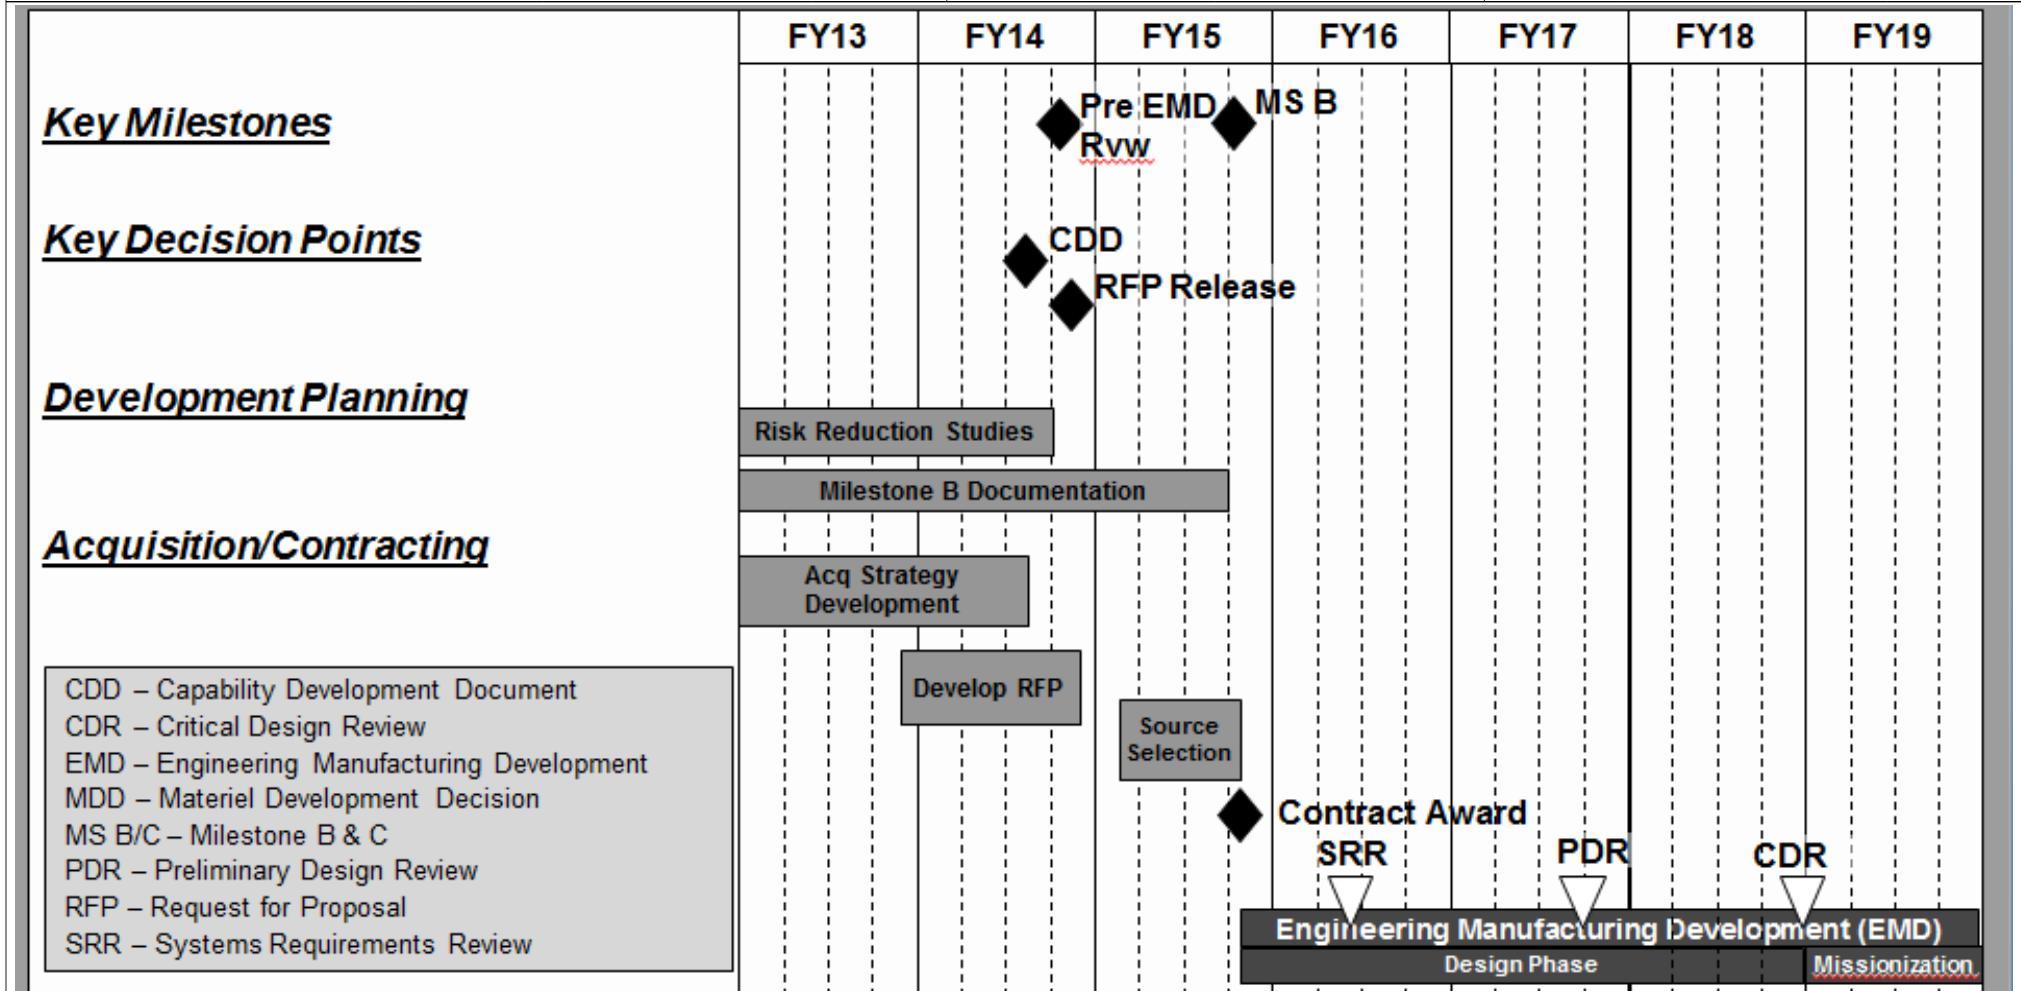 FY13 FY14 FY15 FY16 FY17 FY18 FY19
Key Milestones
Pre EMD
Rvw
MS B
Key Decision Points
CDD
RFP Release
Development Planning
Risk Reduction Studies
Milestone B Documentation
Acquisition/Contracting
Acq Strategy
Development
Develop RFP
Source
Selection
Contract Award
SRR
PDR
CDR
Engineering Manufacturing Development (EMD)
Design Phase
Missionization
CDD – Capability Development Document
CDR – Critical Design Review
EMD – Engineering Manufacturing Development
MDD – Materiel Development Decision
MS B/C – Milestone B & C
PDR – Preliminary Design Review
RFP – Request for Proposal
SRR – Systems Requirements Review